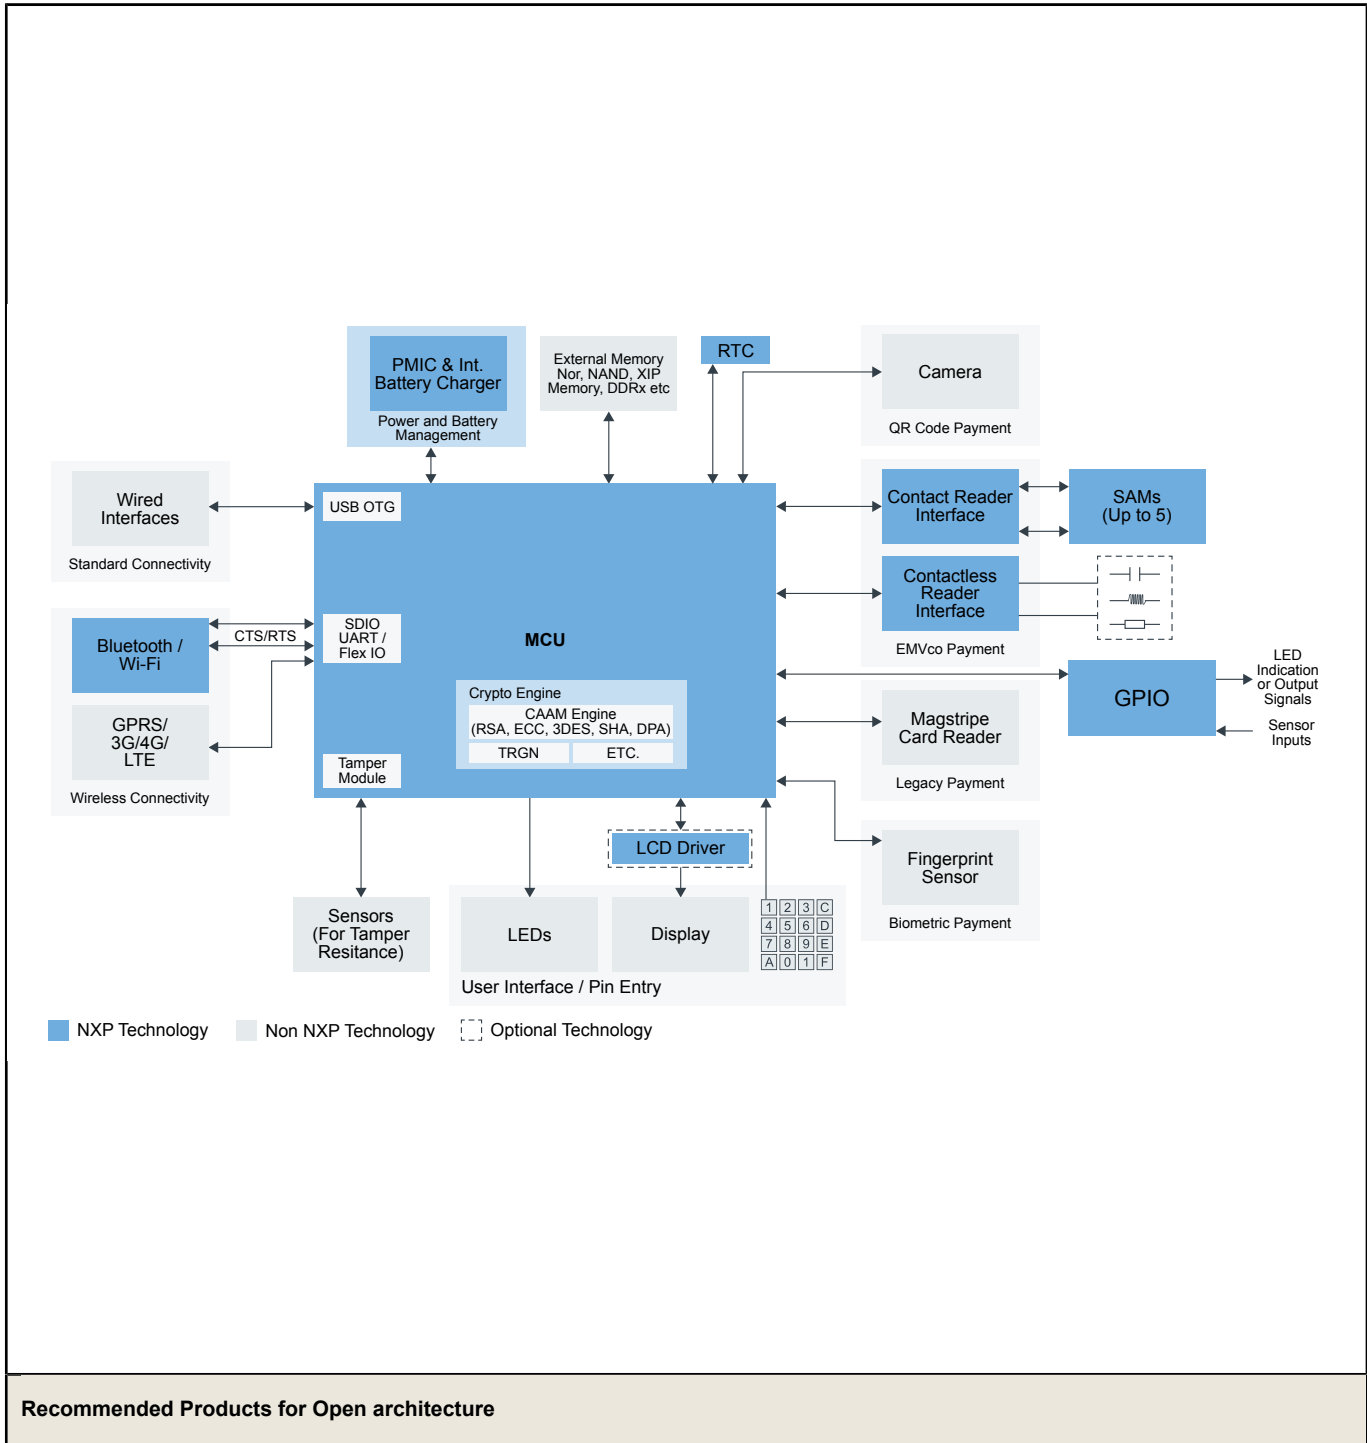 PMIC & Int.
Battery Charger
Power and Battery
Management
External Memory
Nor, NAND, XIP
Memory, DDRx etc
RTC
Camera
QR Code Payment
Wired
Interfaces
Standard Connectivity
USB OTG
Contact Reader
Interface
SAMs
(Up to 5)
Contactless
Reader
Interface
EMVco Payment
Bluetooth /
Wi-Fi
CTS/RTS
SDIO
UART /
Flex IO
MCU
GPRS/
3G/4G/
LTE
Wireless Connectivity
Tamper
Module
Crypto Engine
CAAM Engine
(RSA, ECC, 3DES, SHA, DPA)
TRGN
ETC.
GPIO
LED
Indication
or Output
Signals
Sensor
Inputs
Magstripe
Card Reader
Legacy Payment
LCD Driver
Fingerprint
Sensor
Biometric Payment
Sensors
(For Tamper
Resitance)
LEDs
Display
1 2 3 C
4 5 6 D
7 8 9 E
A 0 1 F
User Interface / Pin Entry
NXP Technology
Non NXP Technology
Optional Technology
Recommended Products for Open architecture